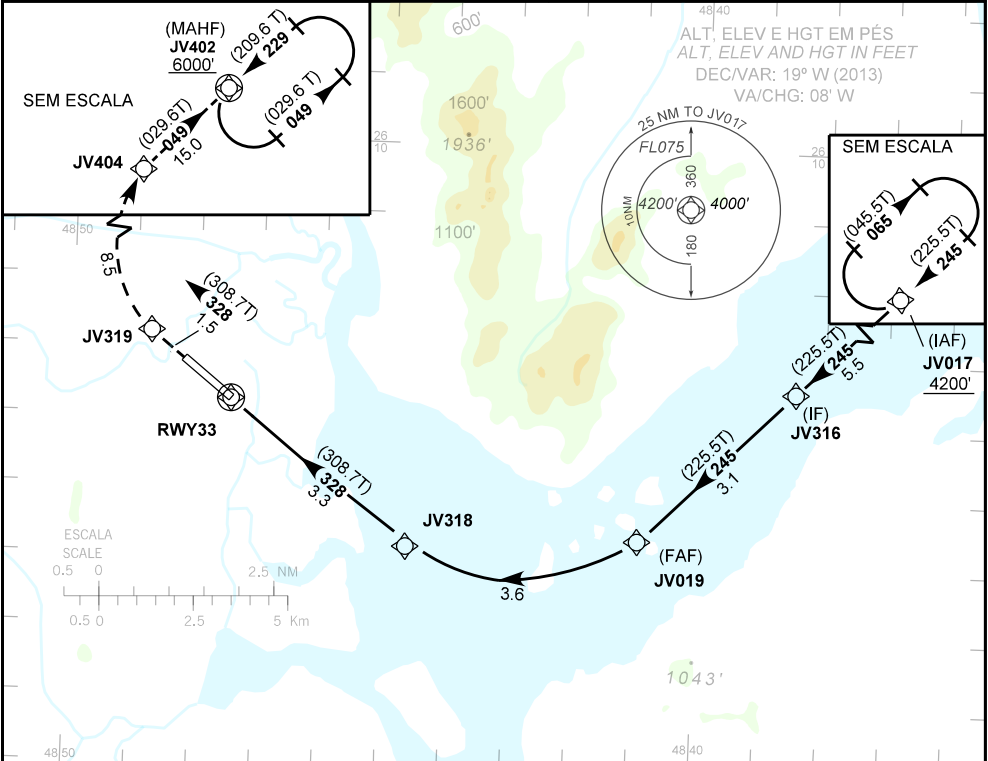 (MAHF)
JV402
6000'
(209.6 T)
229
SEM ESCALA
(029.6T)
049
15.0
(029.6 T)
049
JV404
600'
1600'
1936'
1100'
48 40
ALT, ELEV E HGT EM PÉS
ALT, ELEV AND HGT IN FEET
DEC/VAR: 19º W (2013)
VA/CHG: 08' W
26
10
25 NM TO JV017
FL075
360
10NM
4200'
4000'
180
26
10
SEM ESCALA
(045.5T)
065
(225.5T)
245
(IAF)
JV017
4200'
48 50
8.5
(308.7T)
328
1.5
JV319
RWY33
(225.5T)
245
5.5
(IF)
JV316
(225.5T)
245
3.1
(308.7T)
328
3.3
JV318
(FAF)
JV019
3.6
ESCALA
SCALE
0.5 0 2.5 NM
0.5 0 2.5 5 Km
1043'
48 50
48 40